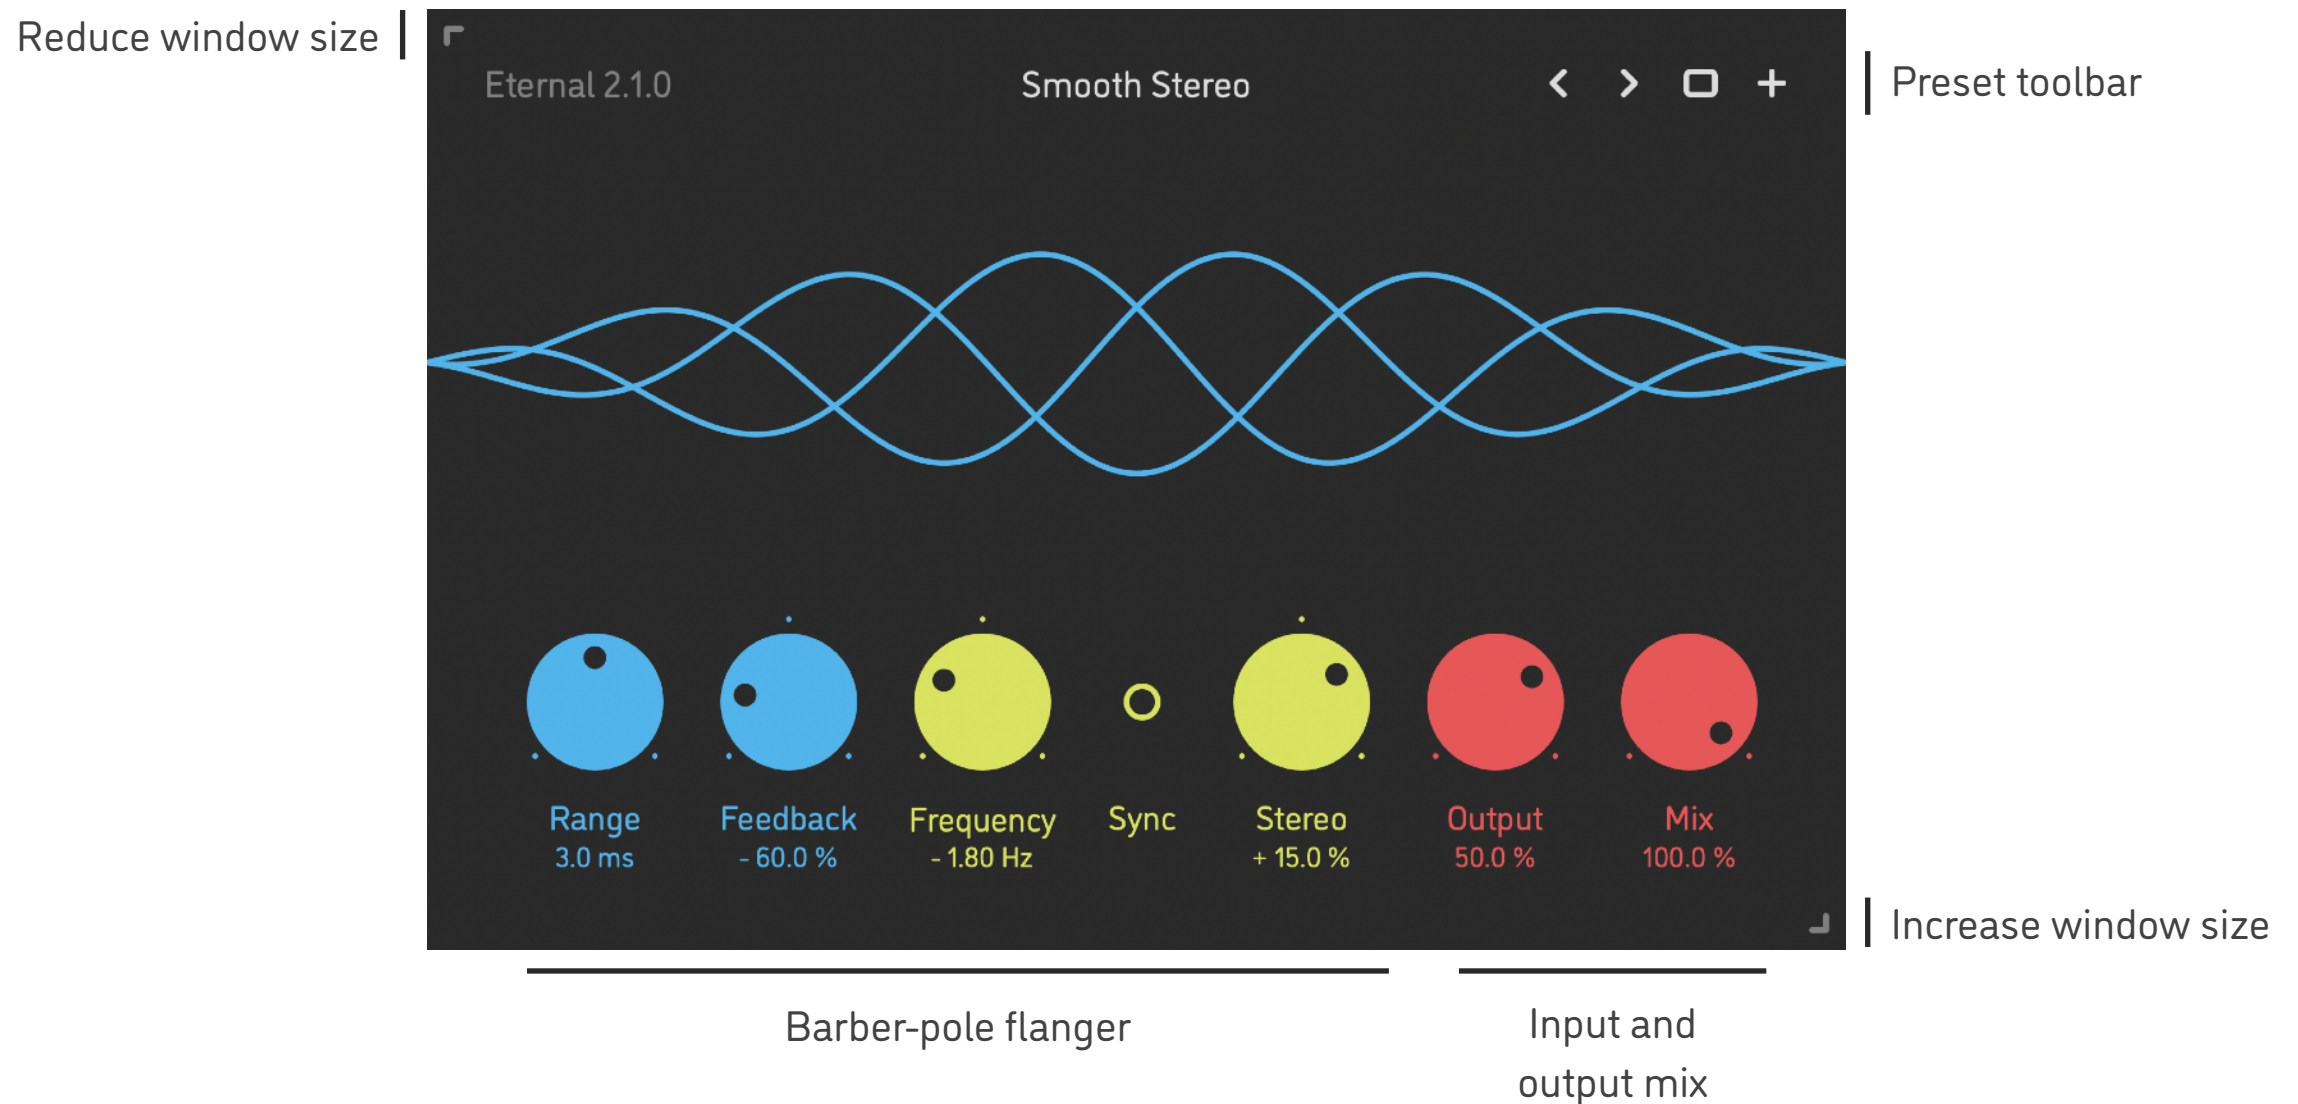 Reduce window size
Eternal 2.1.0
Smooth Stereo
Preset toolbar
Range
3.0 ms
Feedback
- 60.0 %
Frequency
- 1.80 Hz
Sync
Stereo
+ 15.0 %
Output
50.0 %
Mix
100.0 %
Increase window size
Barber-pole flanger
Input and
output mix